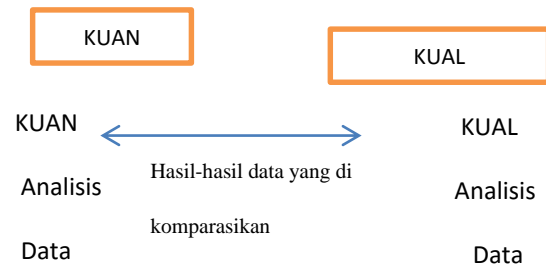 KUAN
KUAL
KUAN
KUAL
Hasil-hasil data yang di
Analisis
Analisis
komparasikan
Data
Data